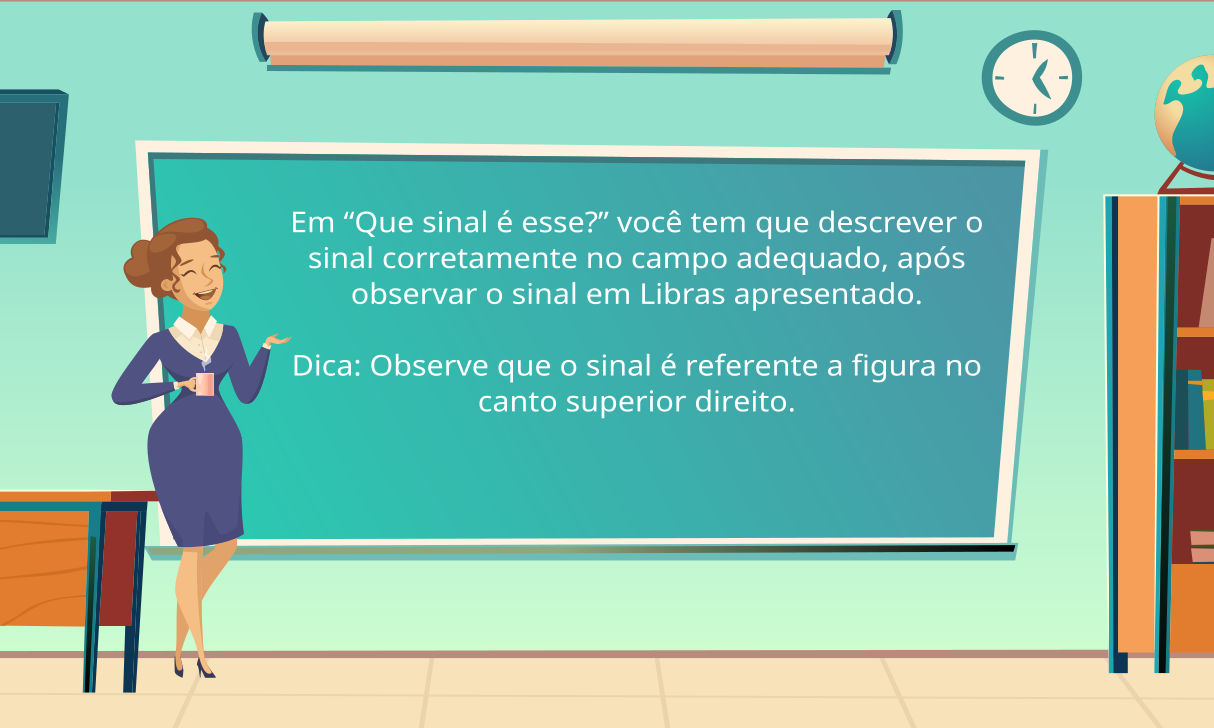 Em “Que sinal é esse?” você tem que descrever o
sinal corretamente no campo adequado, após
observar o sinal em Libras apresentado.
Dica: Observe que o sinal é referente a figura no
canto superior direito.